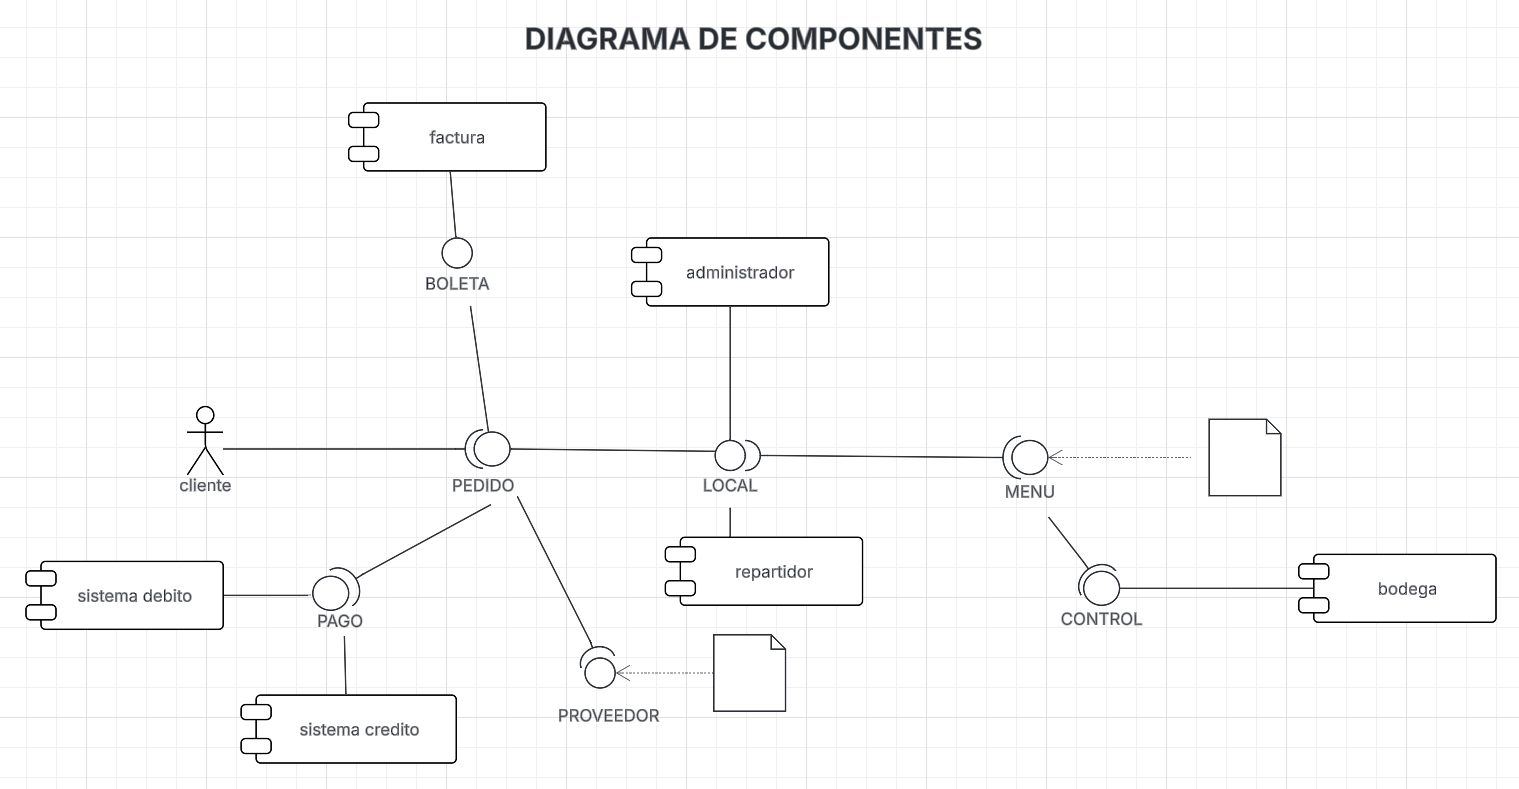 DIAGRAMA DE COMPONENTES
factura
BOLETA
administrador
cliente
PEDIDO
LOCAL
MENU
sistema debito
PAGO
repartidor
CONTROL
bodega
sistema credito
PROVEEDOR